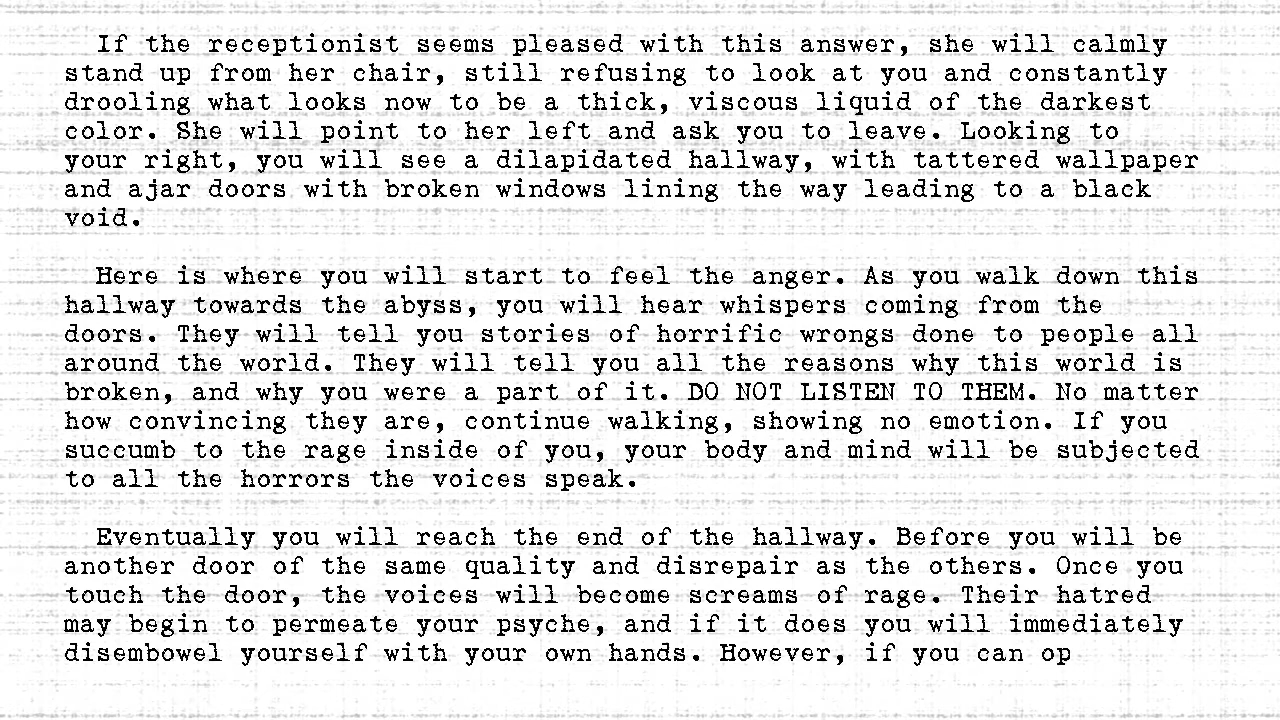 If the receptionist seems pleased with this answer, she will calmly
stand up from her chair, still refusing to look at you and constantly
drooling what looks now to be a thick, viscous liquid of the darkest
color. She will point to her left and ask you to leave. Looking to
your right, you will see a dilapidated hallway, with tattered wallpaper
and ajar doors with broken windows lining the way leading to a black
void.
Here is where you will start to feel the anger. As you walk down this
hallway towards the abyss, you will hear whispers coming from the
doors. They will tell you stories of horrific wrongs done to people all
around the world. They will tell you all the reasons why this world is
broken, and why you were a part of it. DO NOT LISTEN TO THEM. No matter
how convincing they are, continue walking, showing no emotion. If you
succumb to the rage inside of you, your body and mind will be subjected
to all the horrors the voices speak.
Eventually you will reach the end of the hallway. Before you will be
another door of the same quality and disrepair as the others. Once you
touch the door, the voices will become screams of rage. Their hatred
may begin to permeate your psyche, and if it does you will immediately
disembowel yourself with your own hands. However, if you can op